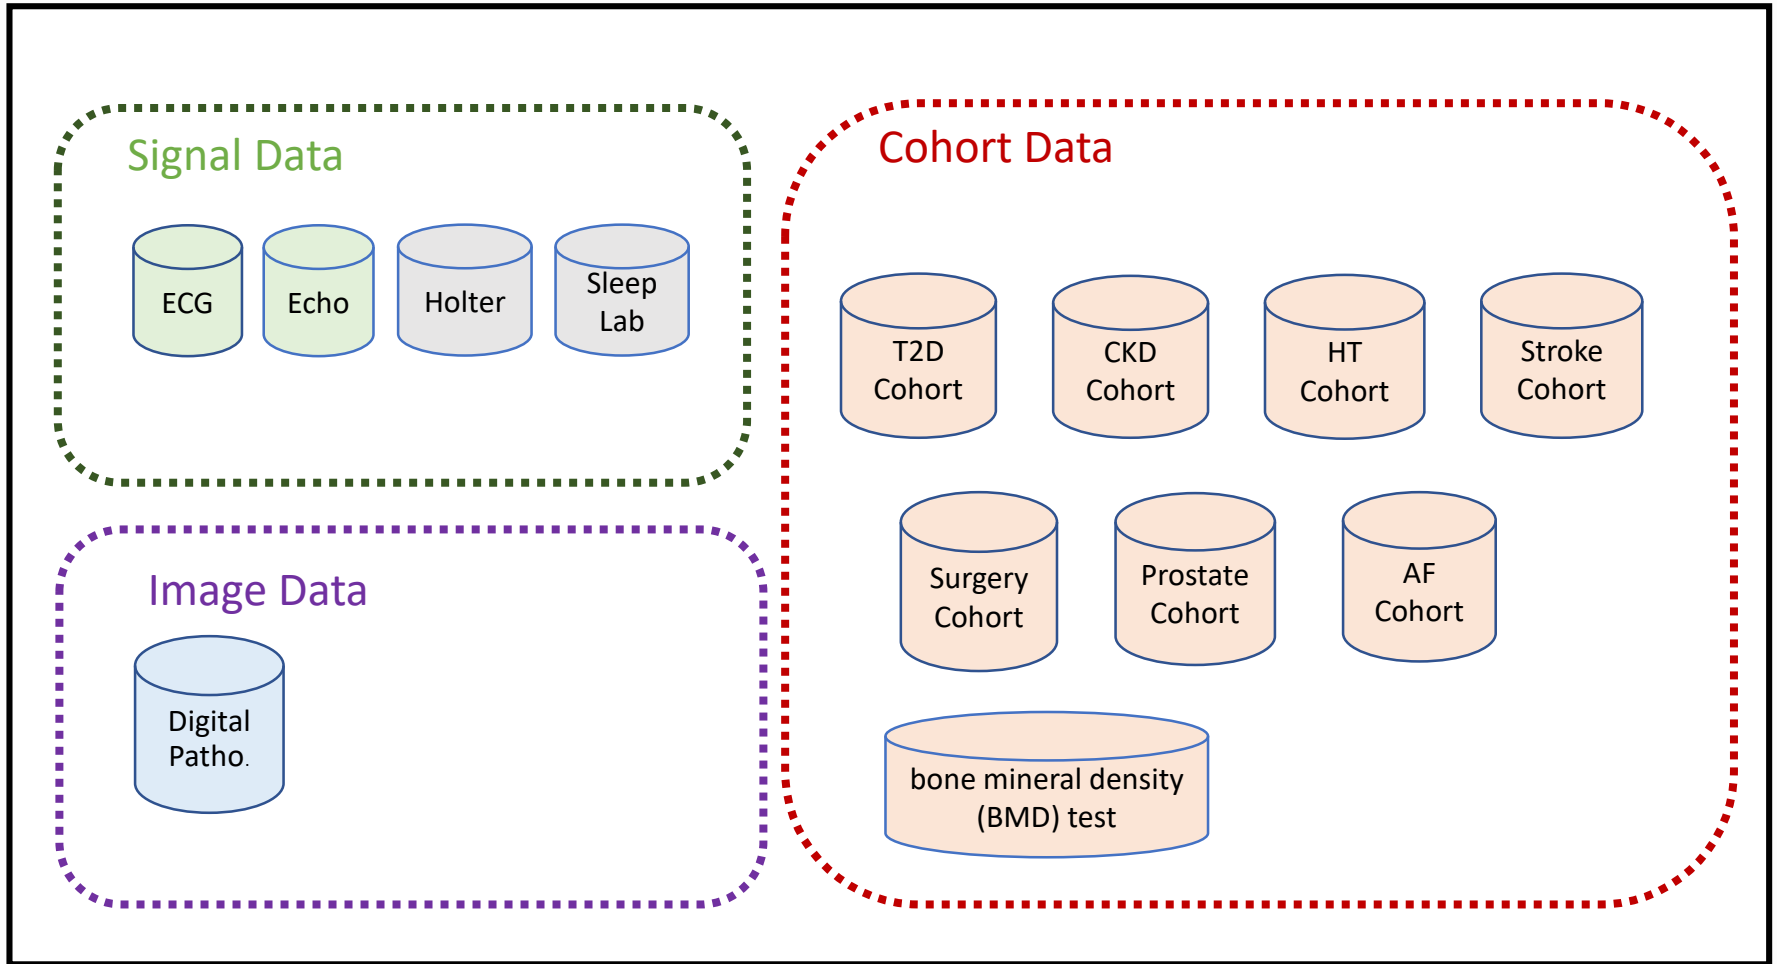 Signal Data
ECG
Echo
Holter
Sleep
Lab
Image Data
Digital
Patho.
Cohort Data
T2D
Cohort
CKD
Cohort
HT
Cohort
Stroke
Cohort
Surgery
Cohort
Prostate
Cohort
AF
Cohort
bone mineral density
(BMD) test